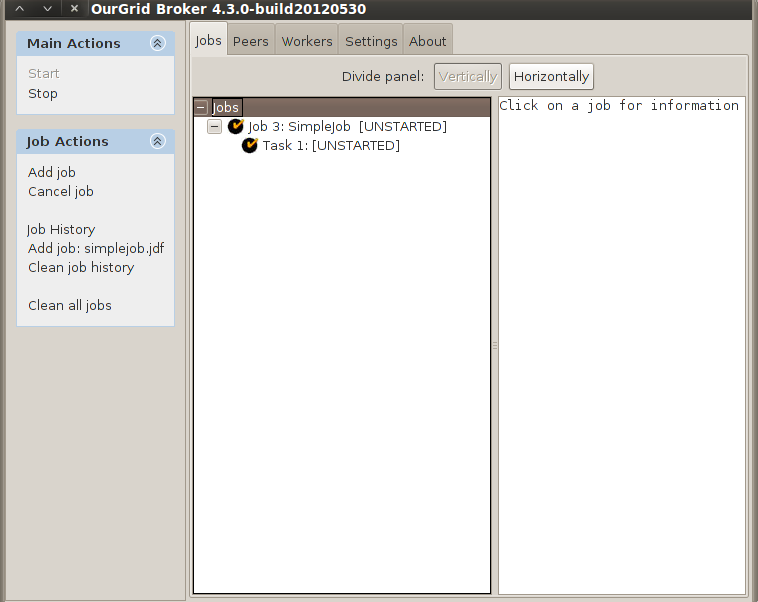 OurGrid Broker 4.3.0-build20120530
Main Actions
Start
Stop
Job Actions
Add job
Cancel job
Job History
Add job: simplejob.jdf
Clean job history
Clean all jobs
Jobs Peers Workers Settings About
Divide panel: Vertically Horizontally
Jobs
Job 3: SimpleJob [UNSTARTED]
Task 1: [UNSTARTED]
Click on a job for information